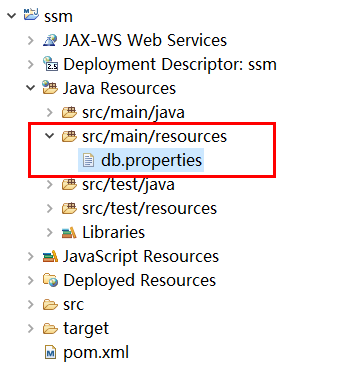 ssm
JAX-WS Web Services
Deployment Descriptor: ssm
Java Resources
src/main/java
src/main/resources
db.properties
src/test/java
src/test/resources
Libraries
JavaScript Resources
Deployed Resources
src
target
pom.xml